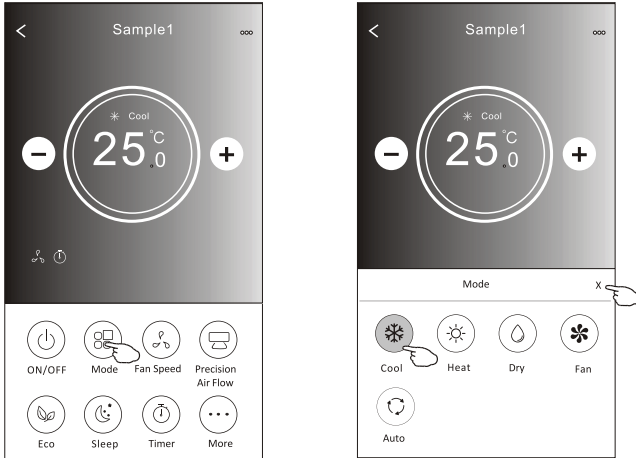 Sample1
Cool
25.0 °C
ON/OFF
Mode
Fan Speed
Precision
Air Flow
Eco
Sleep
Timer
More
Sample1
Cool
25.0 °C
Mode X
Cool
Heat
Dry
Fan
Auto